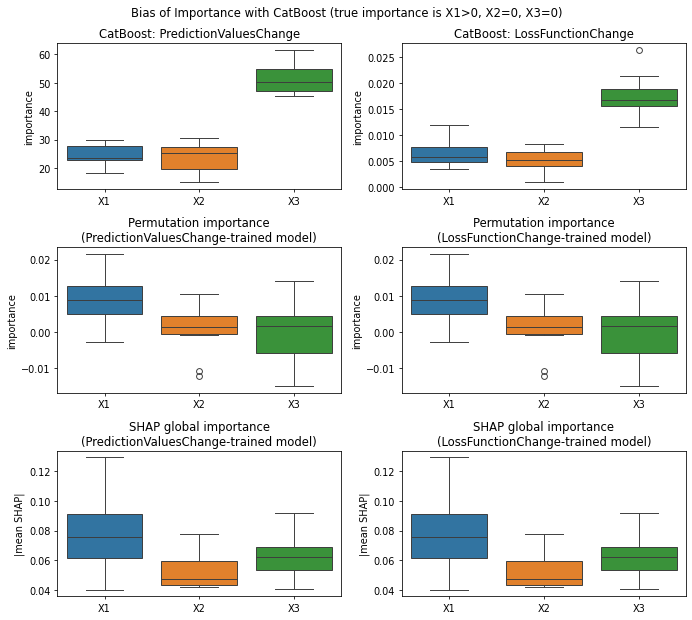 Bias of Importance with CatBoost (true importance is X1>0, X2=0, X3=0)
CatBoost: PredictionValuesChange
importance
60
50
40
30
20
X1 X2 X3
CatBoost: LossFunctionChange
importance
0.025
0.020
0.015
0.010
0.005
0.000
X1 X2 X3
Permutation importance
(PredictionValuesChange-trained model)
importance
0.02
0.01
0.00
−0.01
X1 X2 X3
Permutation importance
(LossFunctionChange-trained model)
importance
0.02
0.01
0.00
−0.01
X1 X2 X3
SHAP global importance
(PredictionValuesChange-trained model)
|mean SHAP|
0.12
0.10
0.08
0.06
0.04
X1 X2 X3
SHAP global importance
(LossFunctionChange-trained model)
|mean SHAP|
0.12
0.10
0.08
0.06
0.04
X1 X2 X3